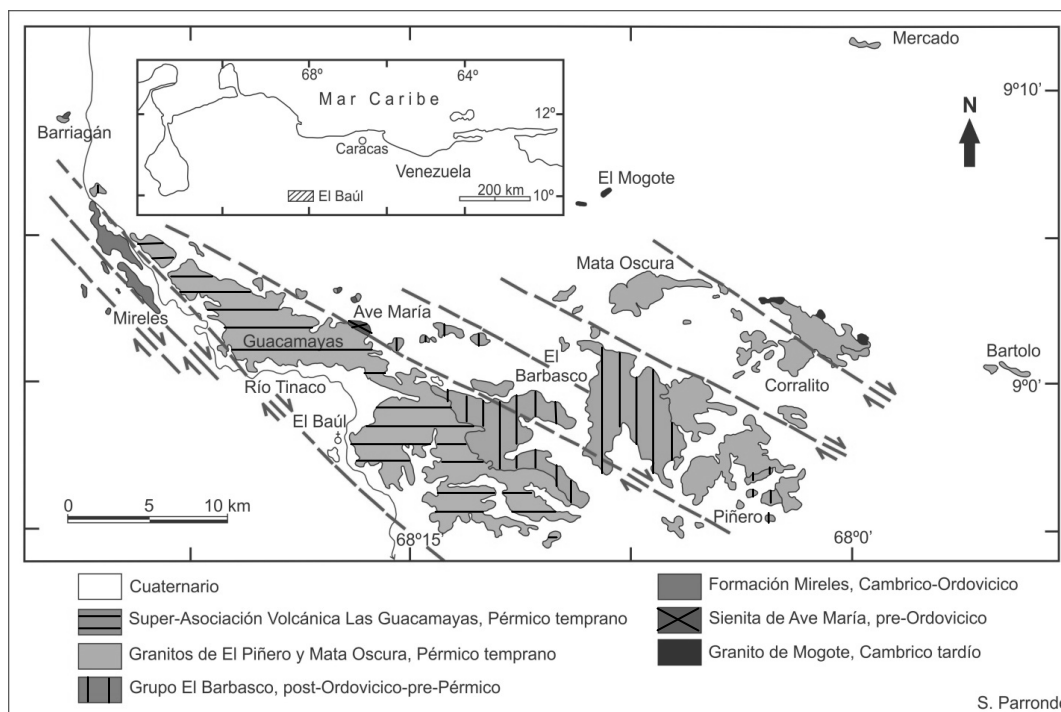 Mercado
68º
64º
Mar Caribe
12º
Caracas
Venezuela
200 km
El Baúl
10º
9º10'
N
Barriagán
El Mogote
Mata Oscura
Ave María
Mireles
Guacamayas
El
Barbasco
Bartolo
9º0'
Corralito
Río Tinaco
El Baúl
0 5 10 km
Piñero
68º15'
68º0'
Cuaternario
Super-Asociación Volcánica Las Guacamayas, Pérmico temprano
Granitos de El Piñero y Mata Oscura, Pérmico temprano
Grupo El Barbasco, post-Ordovicico-pre-Pérmico
Formación Mireles, Cambrico-Ordovicico
Sienita de Ave María, pre-Ordovicico
Granito de Mogote, Cambrico tardío